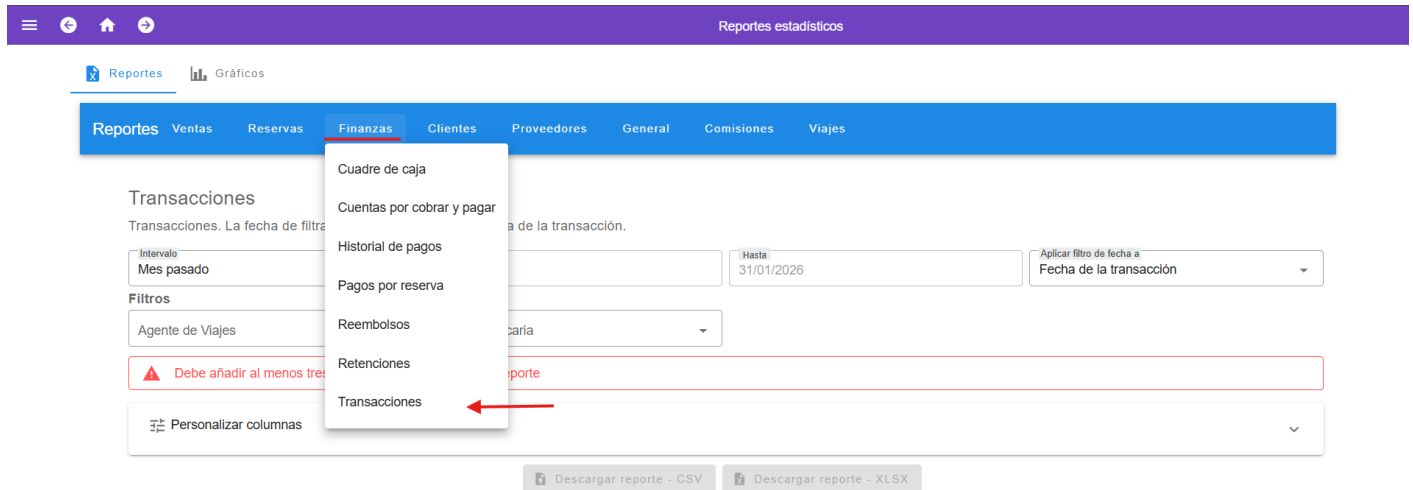 Reportes estadísticos
Reportes Gráficos
Reportes Ventas Reservas Finanzas Clientes Proveedores General Comisiones Viajes
Cuadre de caja
Cuentas por cobrar y pagar
Historial de pagos
Pagos por reserva
Reembolsos
Retenciones
Transacciones
Transacciones
Transacciones. La fecha de filtra a de la transacción.
Intervalo Hasta Aplicar filtro de fecha a
Mes pasado 31/01/2026 Fecha de la transacción
Filtros
Agente de Viajes caria
Debe añadir al menos tres eporte
Personalizar columnas
Descargar reporte - CSV Descargar reporte - XLSX